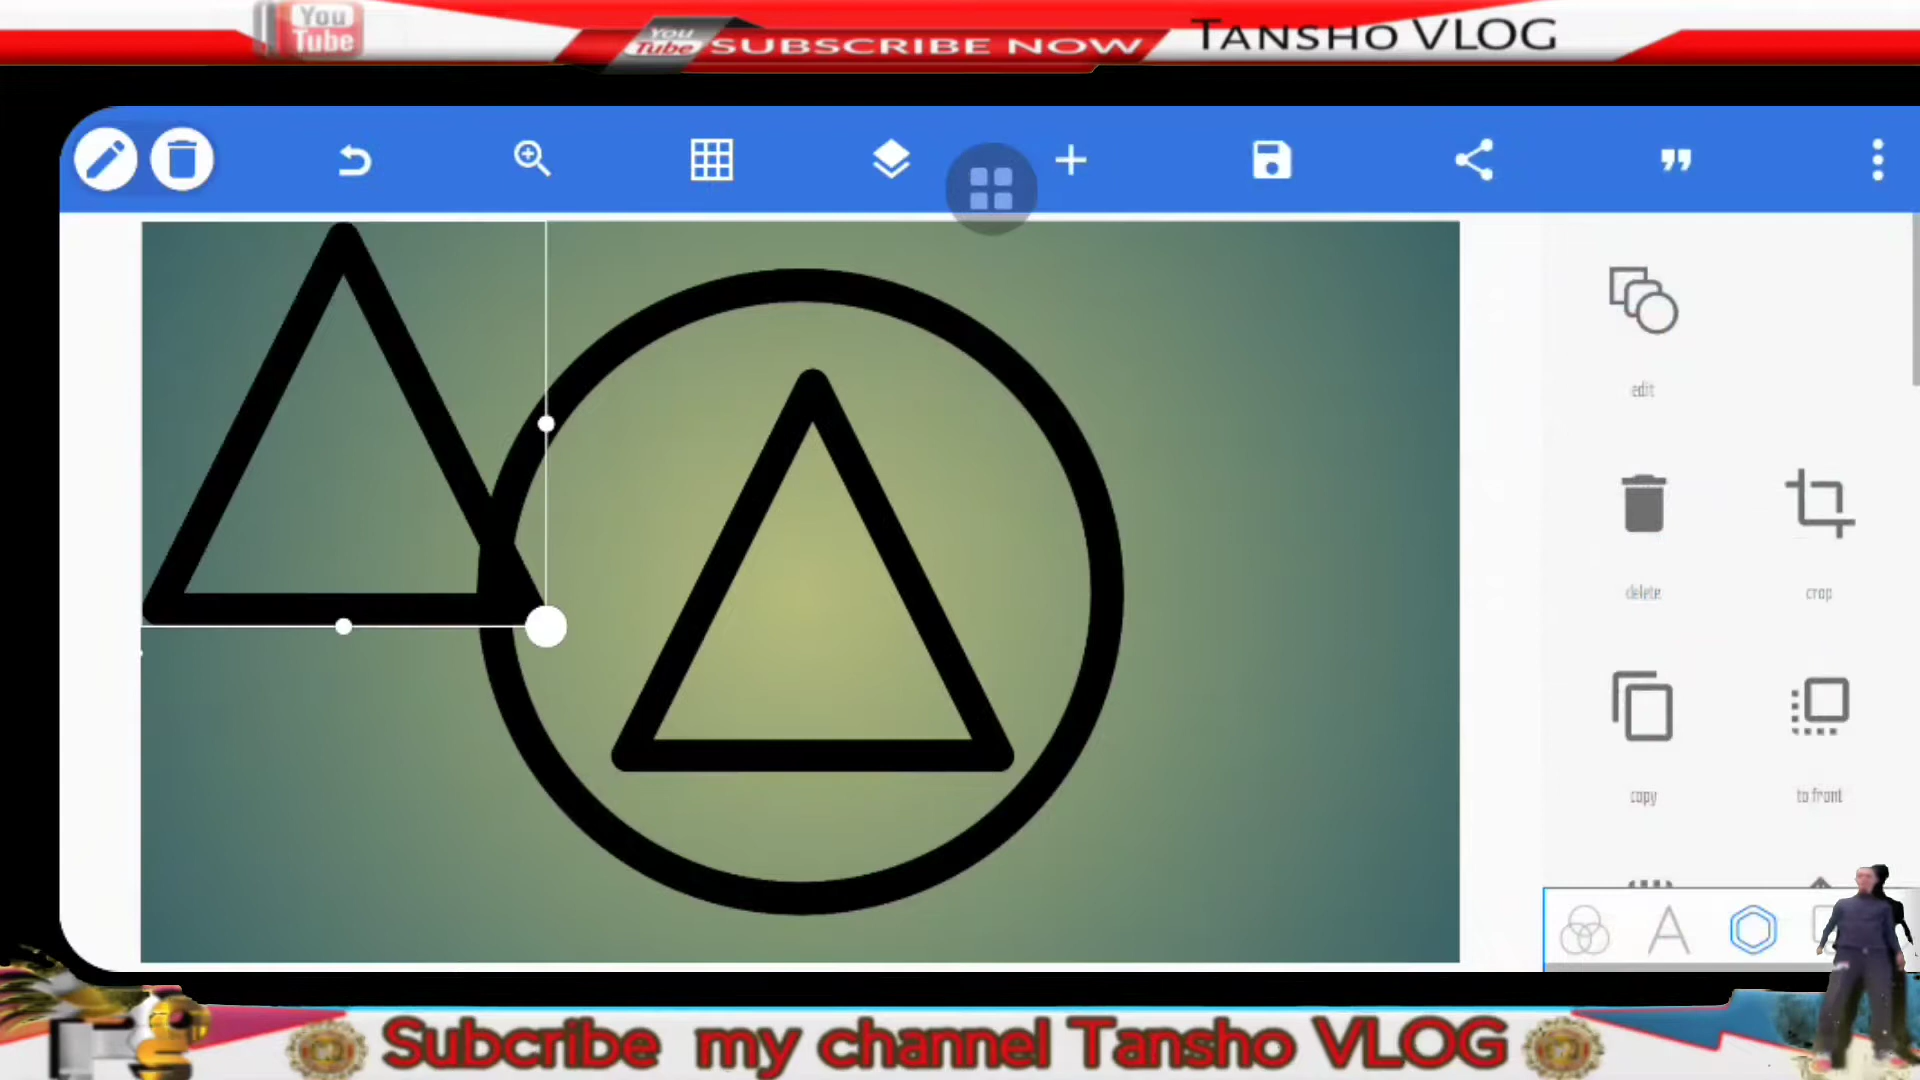 You
Tube
You
Tube SUBSCRIBE NOW
TANSHO VLOG
edit
delete
crop
copy
to front
A
Subcribe my channel Tansho VLOG